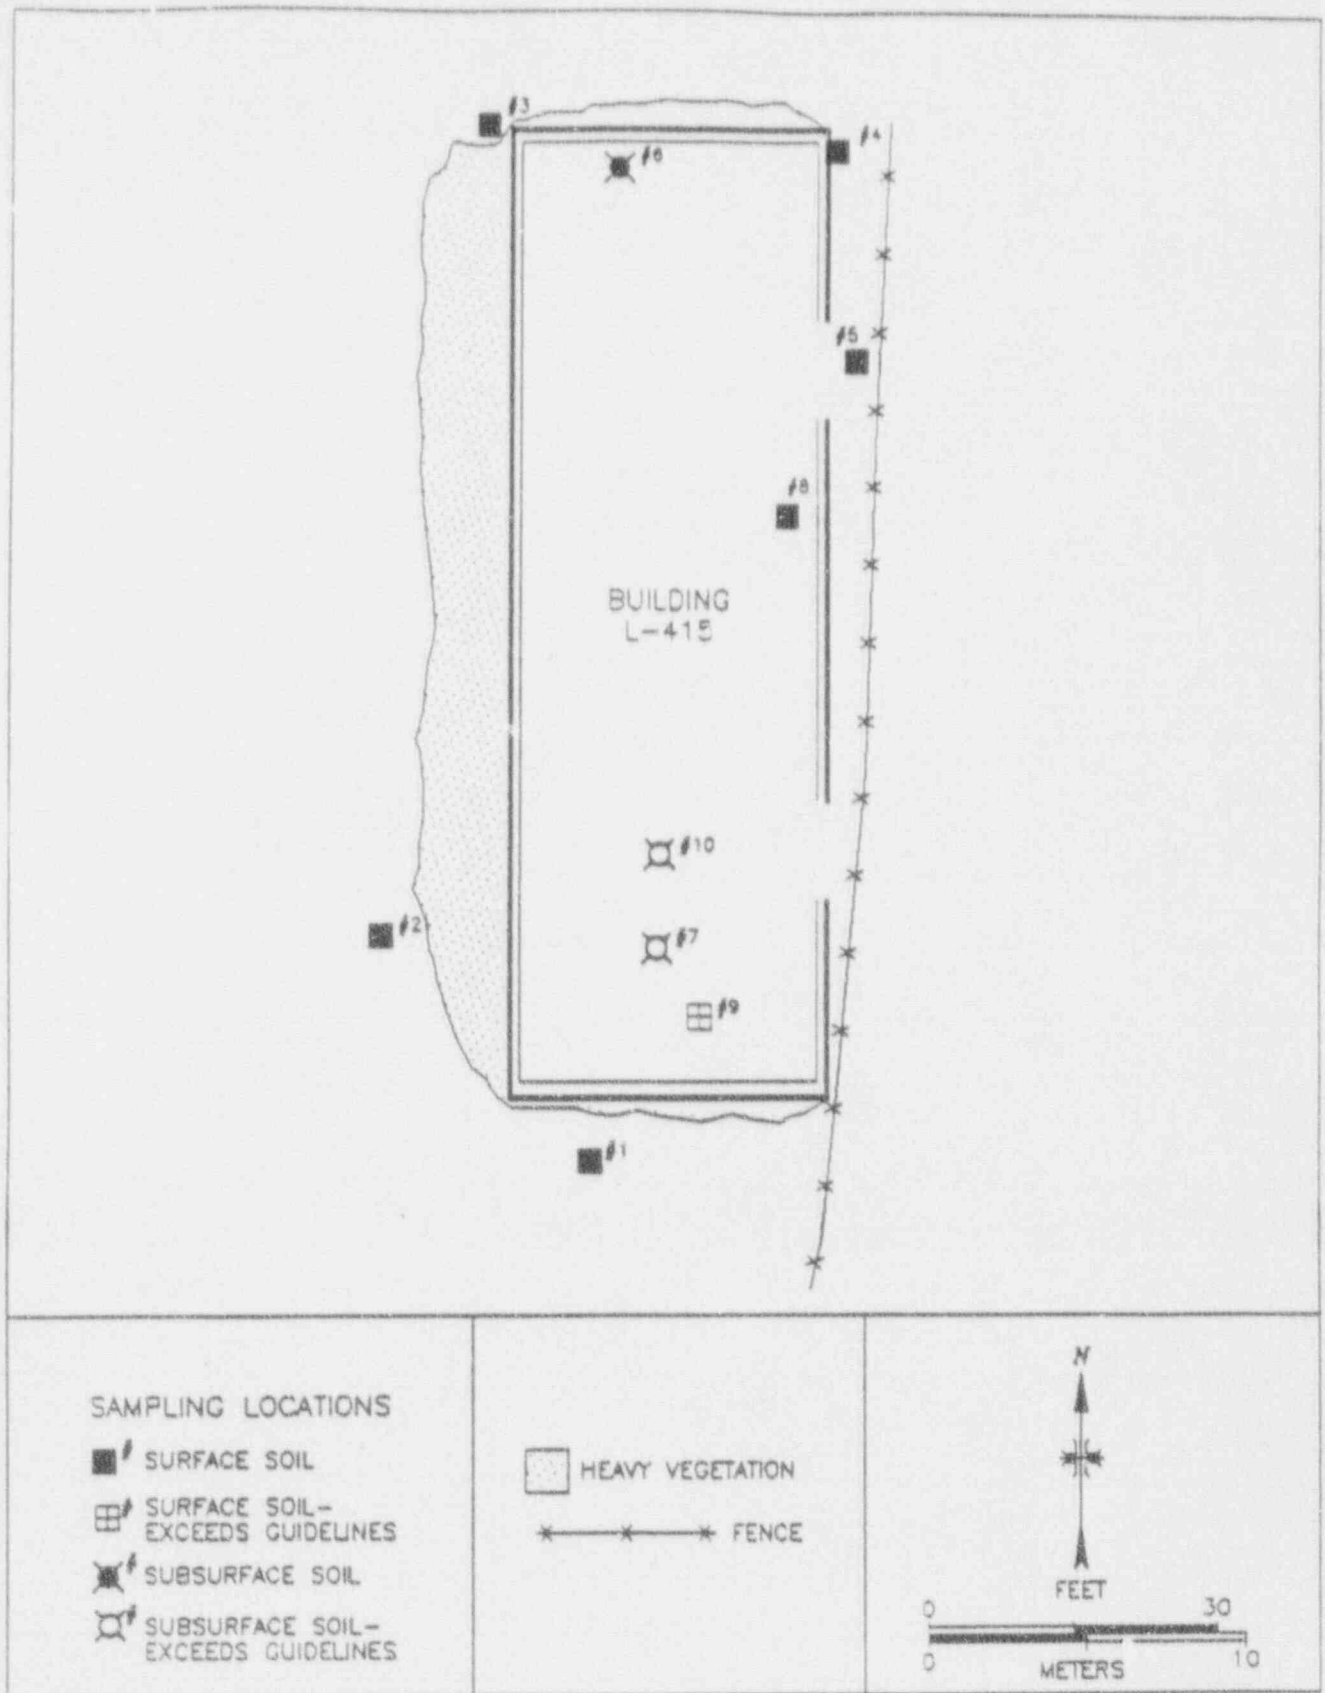 #3
#4
#6
#5
#8
BUILDING
L-415
#10
#2
#7
#9
#1
SAMPLING LOCATIONS
# SURFACE SOIL
# SURFACE SOIL-
EXCEEDS GUIDELINES
# SUBSURFACE SOIL
# SUBSURFACE SOIL-
EXCEEDS GUIDELINES
HEAVY VEGETATION
FENCE
N
FEET
0 30
0 10
METERS